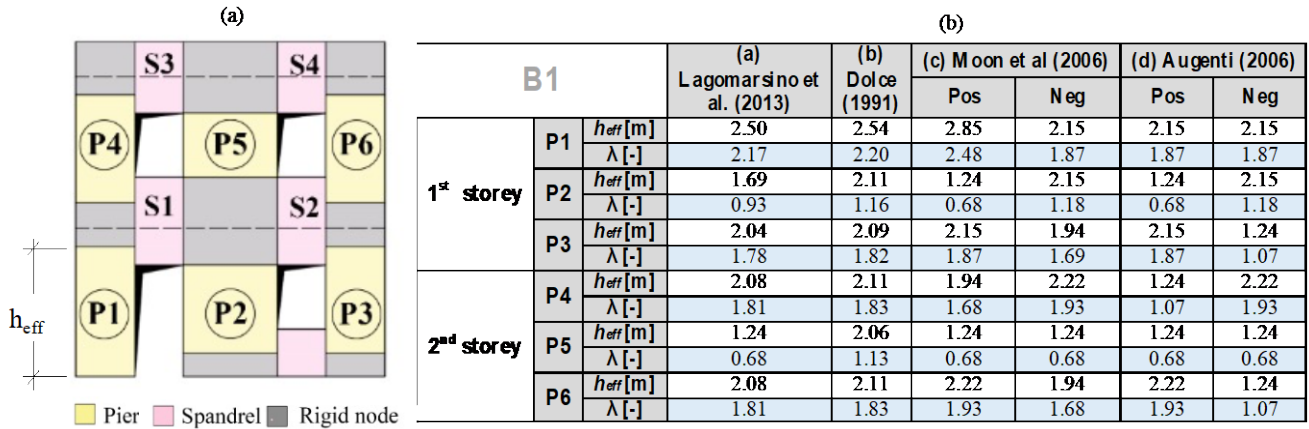 (a)
S3 S4
P4 P5 P6
S1 S2
P1 P2 P3
heff
Pier Spandrel Rigid node
(b)
B1 (a) Lagomarsino et al. (2013) (b) Dolce (1991) (c) Moon et al (2006) (d) Augenti (2006)
Pos Neg Pos Neg
1st storey P1 heff[m] 2.50 2.54 2.85 2.15 2.15 2.15
λ [-] 2.17 2.20 2.48 1.87 1.87 1.87
P2 heff[m] 1.69 2.11 1.24 2.15 1.24 2.15
λ [-] 0.93 1.16 0.68 1.18 0.68 1.18
P3 heff[m] 2.04 2.09 2.15 1.94 2.15 1.24
λ [-] 1.78 1.82 1.87 1.69 1.87 1.07
2nd storey P4 heff[m] 2.08 2.11 1.94 2.22 1.24 2.22
λ [-] 1.81 1.83 1.68 1.93 1.07 1.93
P5 heff[m] 1.24 2.06 1.24 1.24 1.24 1.24
λ [-] 0.68 1.13 0.68 0.68 0.68 0.68
P6 heff[m] 2.08 2.11 2.22 1.94 2.22 1.24
λ [-] 1.81 1.83 1.93 1.68 1.93 1.07